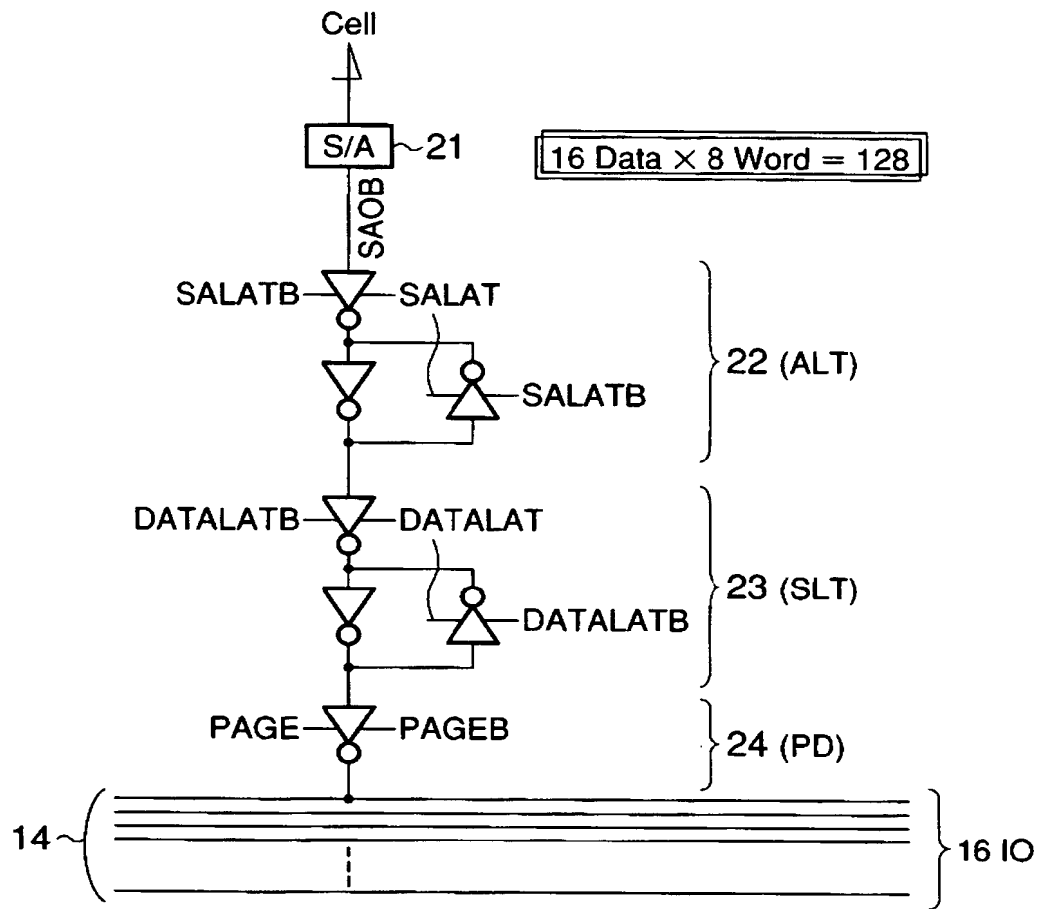 Cell
S/A 21
16 Data × 8 Word = 128
SAOB
SALATB SALAT
22 (ALT)
SALATB
DATALATB DATALAT
23 (SLT)
DATALATB
PAGE PAGEB
24 (PD)
14
16 IO